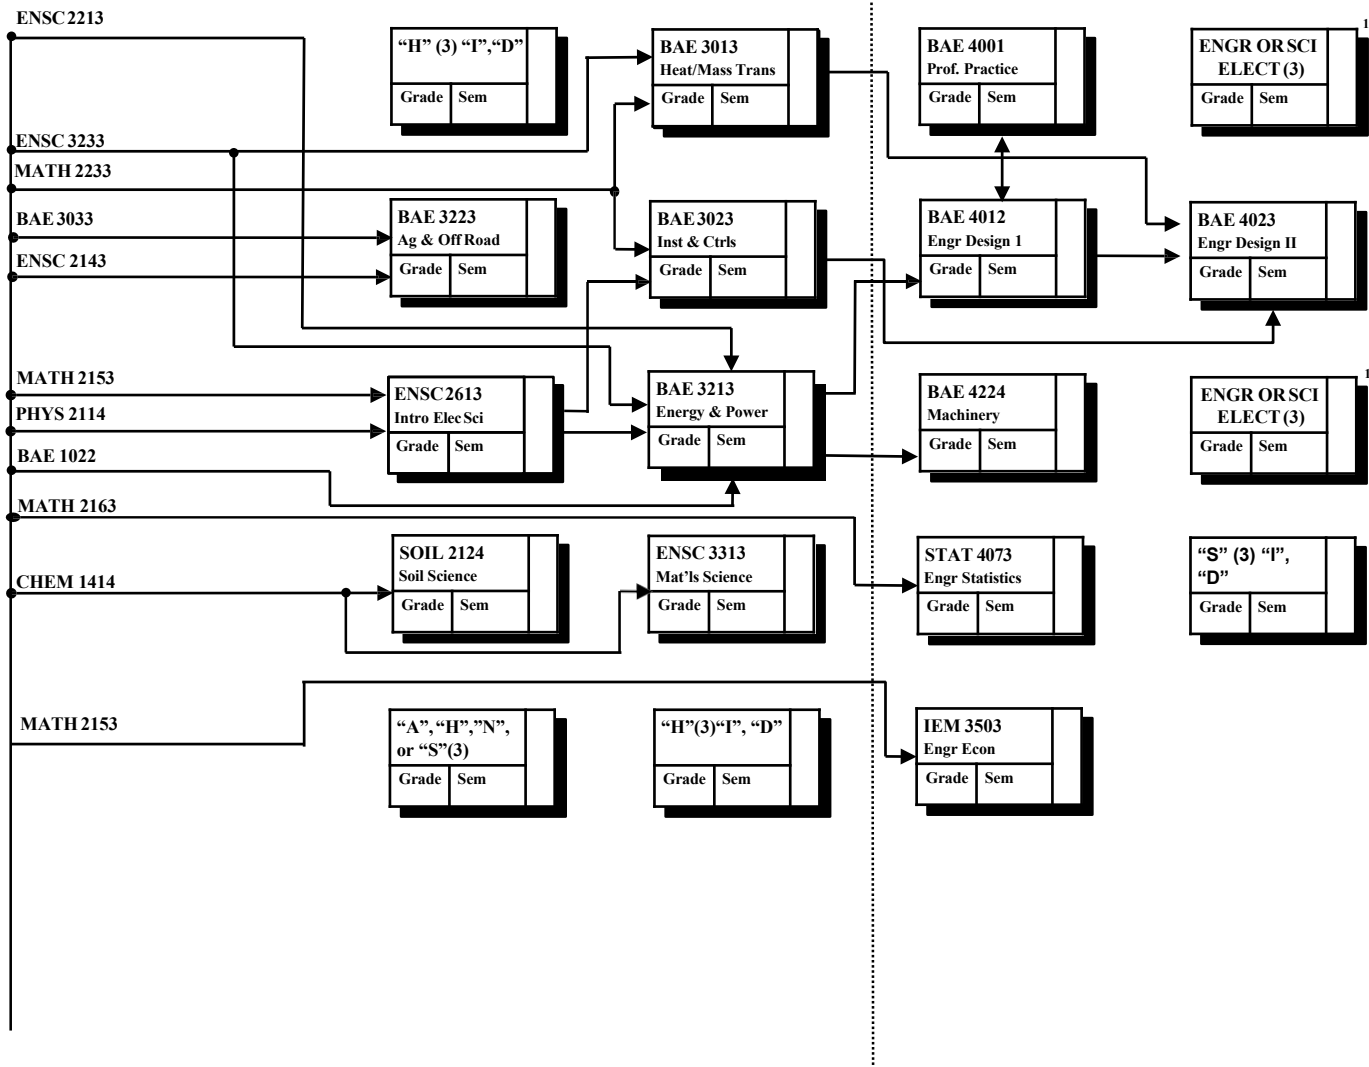 ENSC 2213
ENSC 3233
MATH 2233
BAE 3033
ENSC 2143
MATH 2153
PHYS 2114
BAE 1022
MATH 2163
CHEM 1414
MATH 2153
“H” (3) “I”,“D”
Grade Sem
BAE 3223
Ag & Off Road
Grade Sem
ENSC 2613
Intro Elec Sci
Grade Sem
SOIL 2124
Soil Science
Grade Sem
“A”, “H”,”N”,
or “S”(3)
Grade Sem
BAE 3013
Heat/Mass Trans
Grade Sem
BAE 3023
Inst & Ctrls
Grade Sem
BAE 3213
Energy & Power
Grade Sem
ENSC 3313
Mat’ls Science
Grade Sem
“H”(3)“I”, “D”
Grade Sem
BAE 4001
Prof. Practice
Grade Sem
BAE 4012
Engr Design 1
Grade Sem
BAE 4224
Machinery
Grade Sem
STAT 4073
Engr Statistics
Grade Sem
IEM 3503
Engr Econ
Grade Sem
1
ENGR OR SCI
ELECT (3)
Grade Sem
BAE 4023
Engr Design II
Grade Sem
1
ENGR OR SCI
ELECT (3)
Grade Sem
“S” (3) “I”,
“D”
Grade Sem